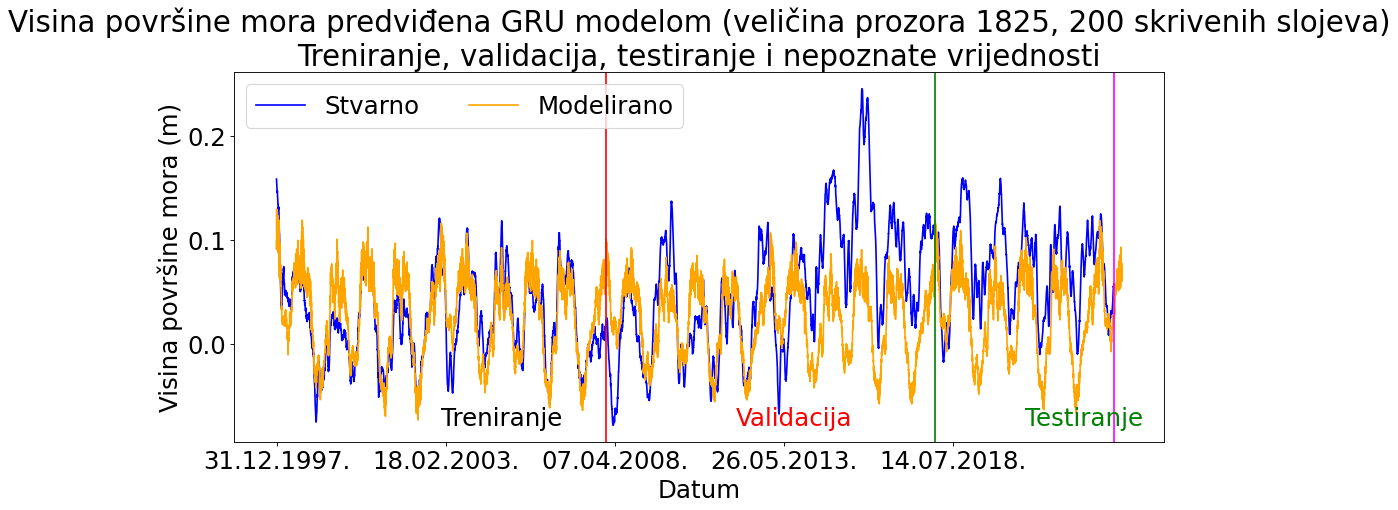 Visina površine mora predviđena GRU modelom (veličina prozora 1825, 200 skrivenih slojeva)
Treniranje, validacija, testiranje i nepoznate vrijednosti
Stvarno Modelirano
Visina površine mora (m)
0.2
0.1
0.0
Treniranje Validacija Testiranje
31.12.1997. 18.02.2003. 07.04.2008. 26.05.2013. 14.07.2018.
Datum